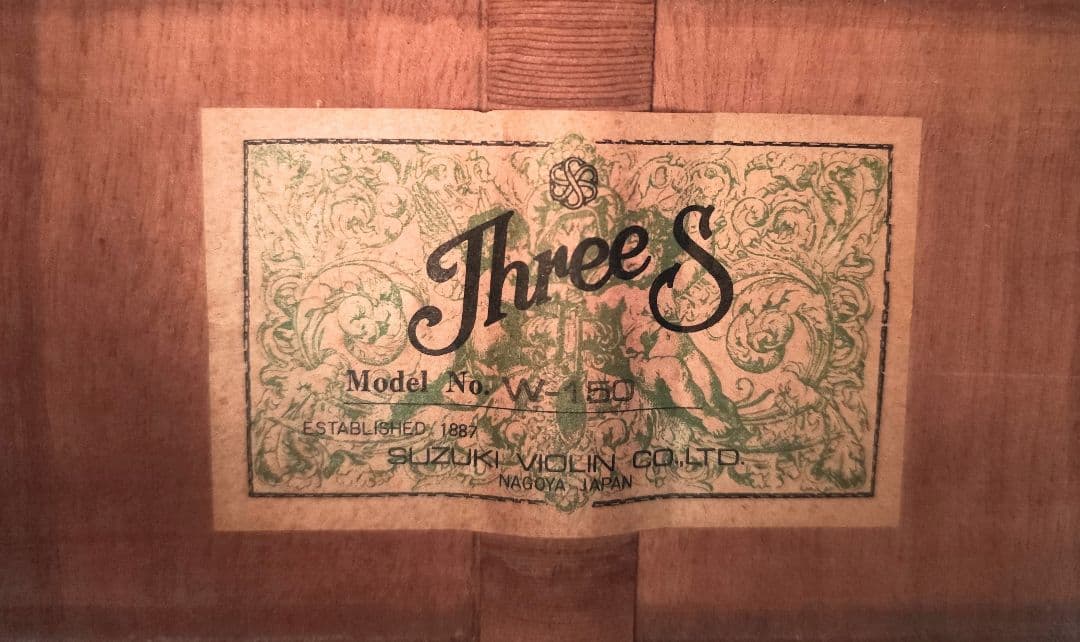 Three S
Model No. W-150
ESTABLISHED 1887
SUZUKI VIOLIN CO.,LTD.
NAGOYA JAPAN